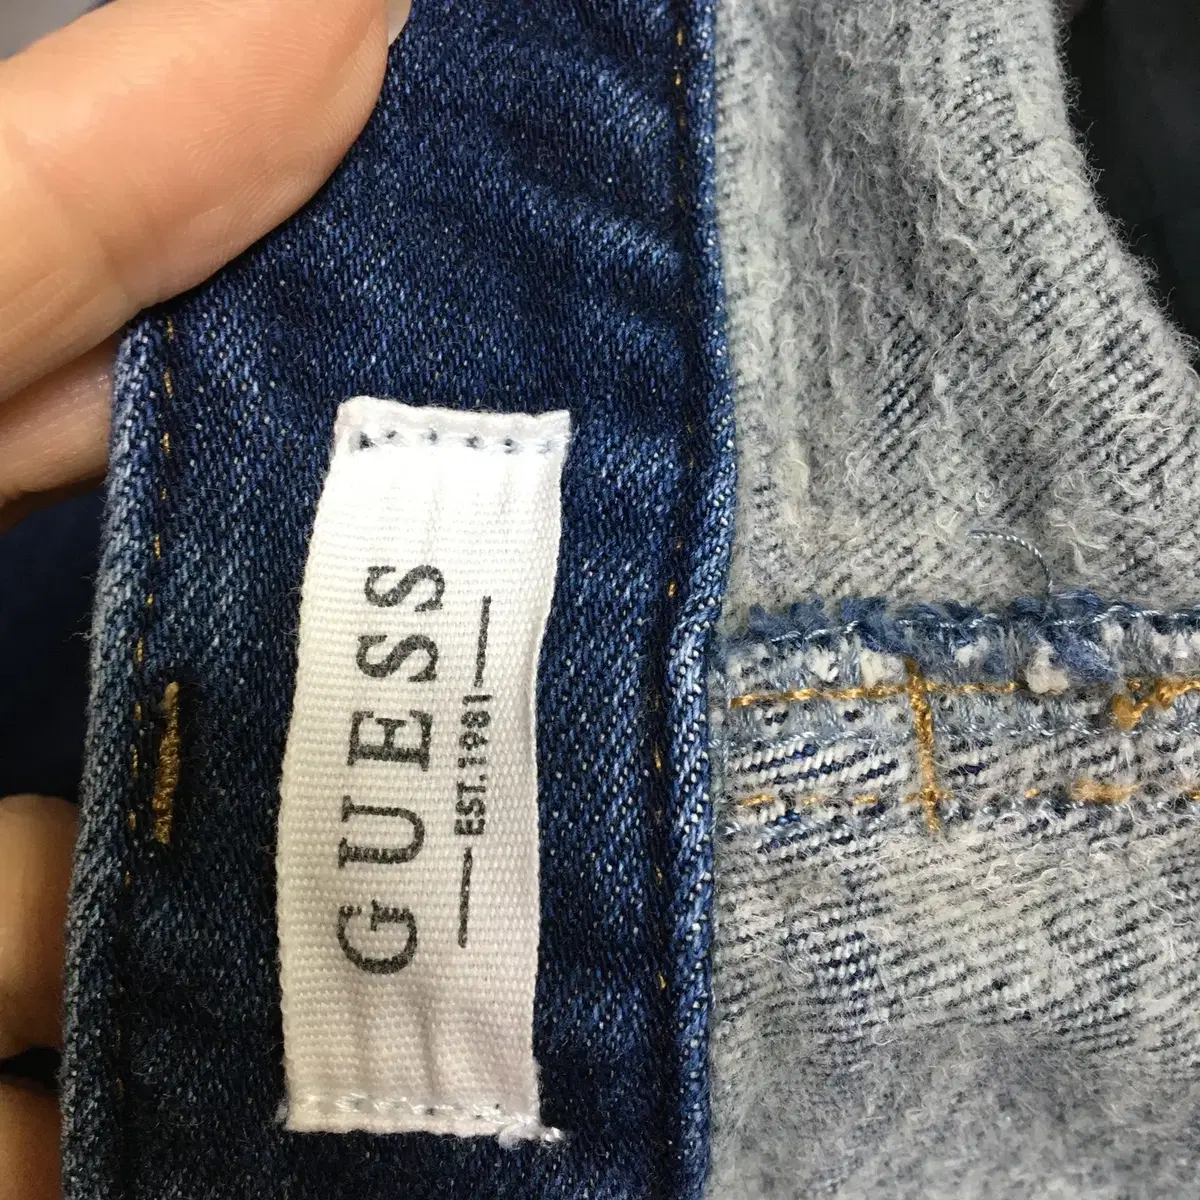 GUESS
— EST.1981 —